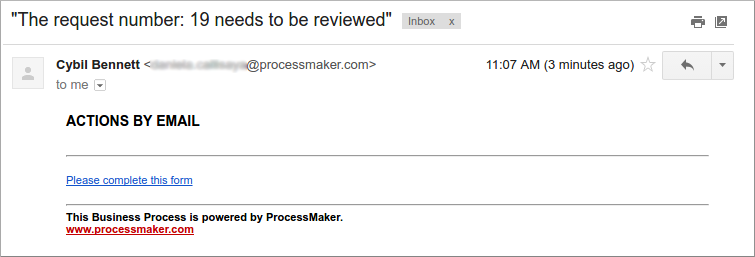 "The request number: 19 needs to be reviewed" Inbox x
Cybil Bennett < @processmaker.com> 11:07 AM (3 minutes ago)
to me
ACTIONS BY EMAIL
Please complete this form
This Business Process is powered by ProcessMaker.
www.processmaker.com